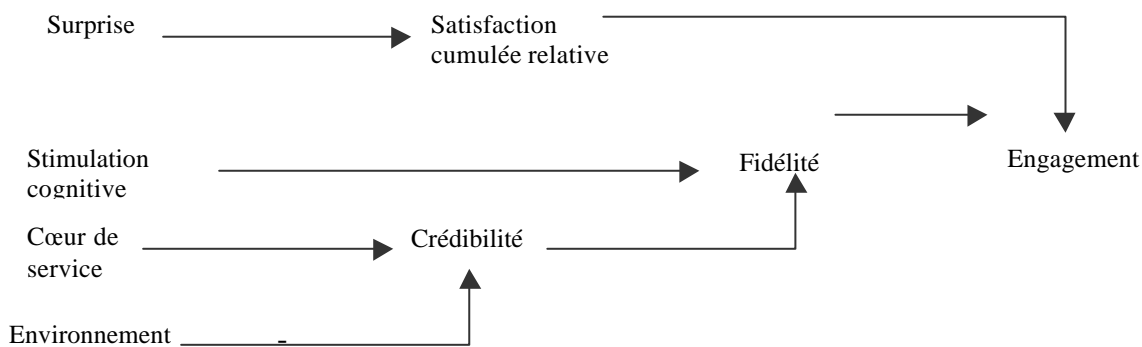 Surprise
Satisfaction
cumulée relative
Stimulation
cognitive
Fidélité
Engagement
Cœur de
service
Crédibilité
Environnement
-